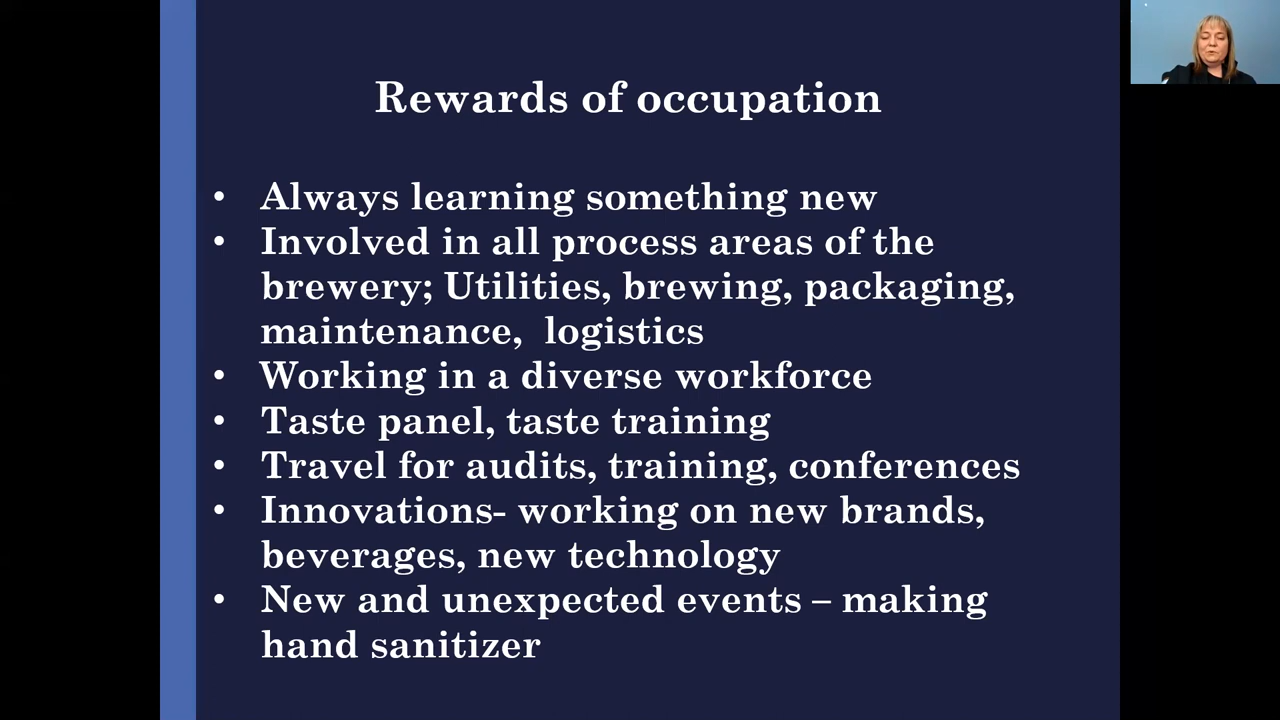 Rewards of occupation
• Always learning something new
• Involved in all process areas of the
brewery; Utilities, brewing, packaging,
maintenance,  logistics
• Working in a diverse workforce
• Taste panel, taste training
• Travel for audits, training, conferences
• Innovations- working on new brands,
beverages, new technology
• New and unexpected events – making
hand sanitizer